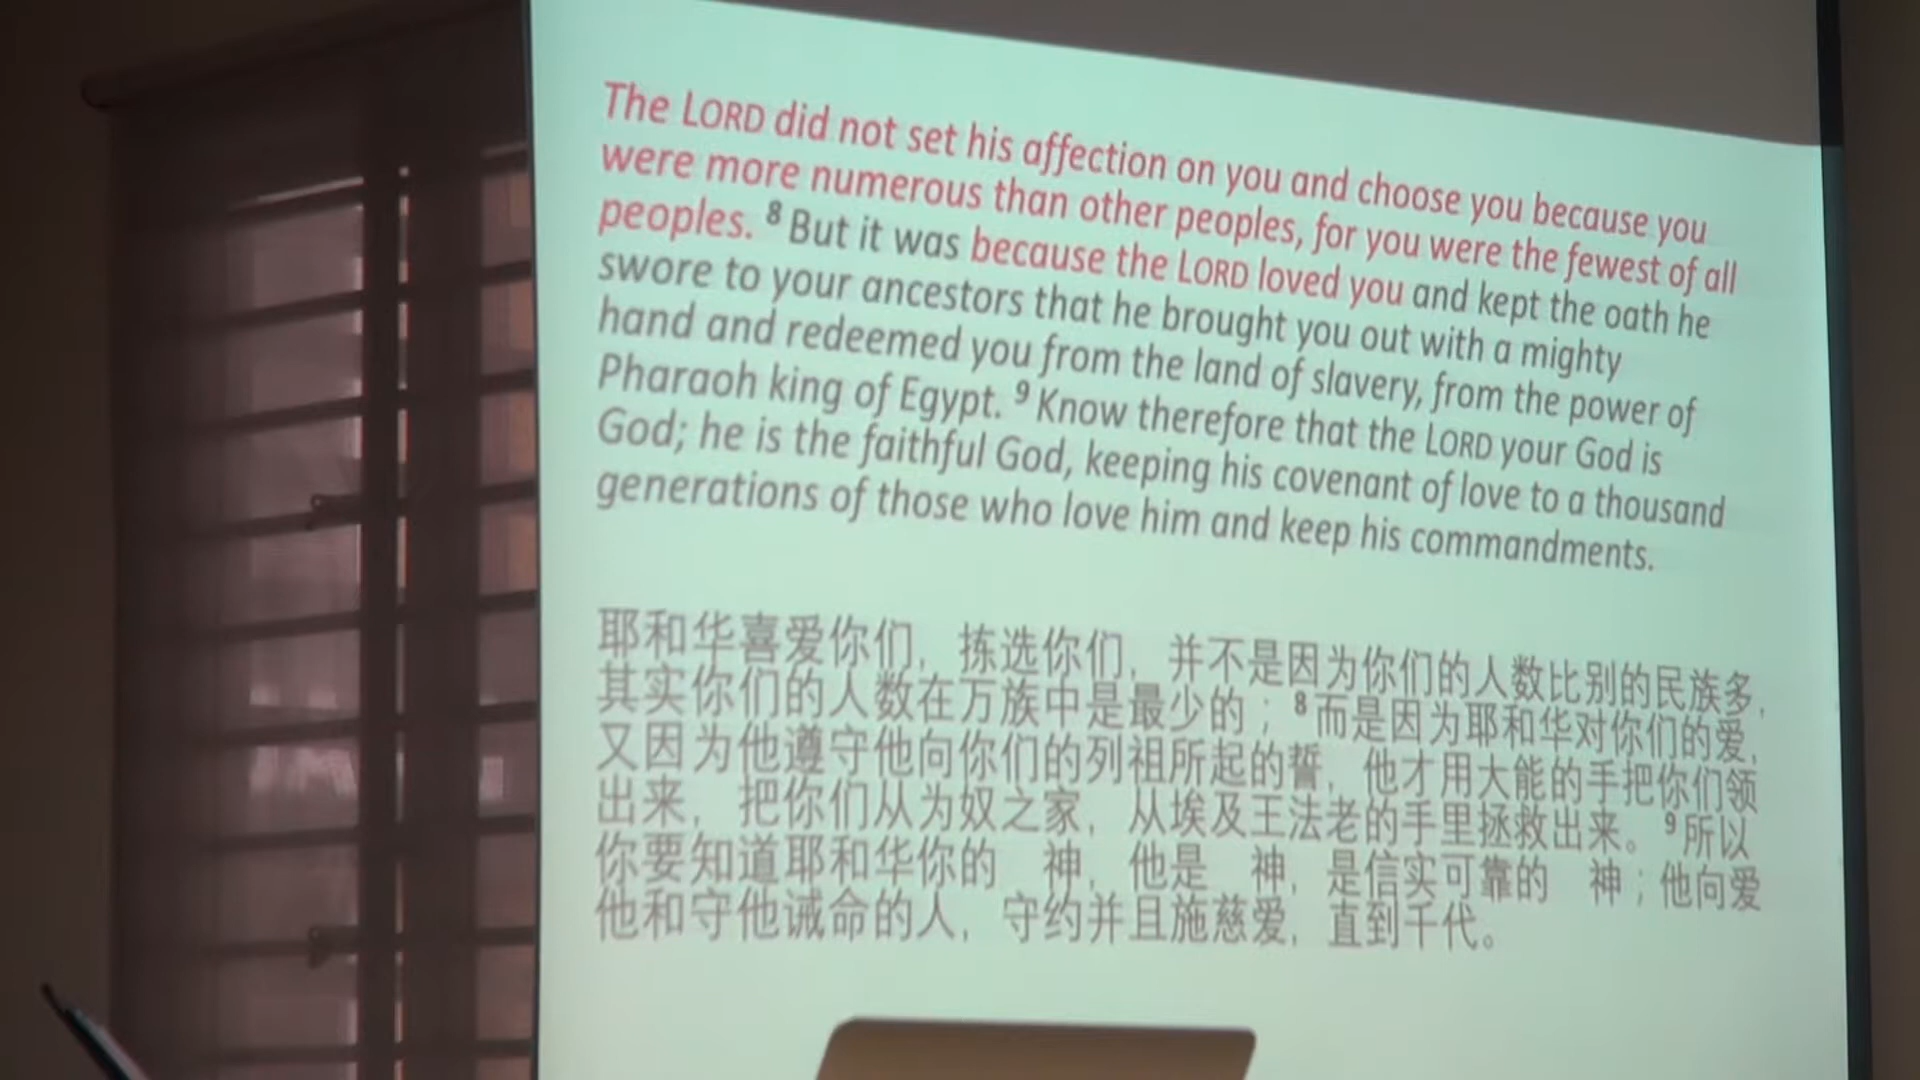 The LORD did not set his affection on you and choose you because you
were more numerous than other peoples, for you were the fewest of all
peoples. 8 But it was because the LORD loved you and kept the oath he
swore to your ancestors that he brought you out with a mighty
hand and redeemed you from the land of slavery, from the power of
Pharaoh king of Egypt. 9 Know therefore that the LORD your God is
God; he is the faithful God, keeping his covenant of love to a thousand
generations of those who love him and keep his commandments.
耶和华喜爱你们，拣选你们，并不是因为你们的人数比别的民族多，
其实你们的人数在万族中是最少的；8 而是因为耶和华对你们的爱，
又因为他遵守他向你们的列祖所起的誓，他才用大能的手把你们领
出来，把你们从为奴之家，从埃及王法老的手里拯救出来。9 所以
你要知道耶和华你的　神，他是　神，是信实可靠的　神；他向爱
他和守他诫命的人，守约并且施慈爱，直到千代。